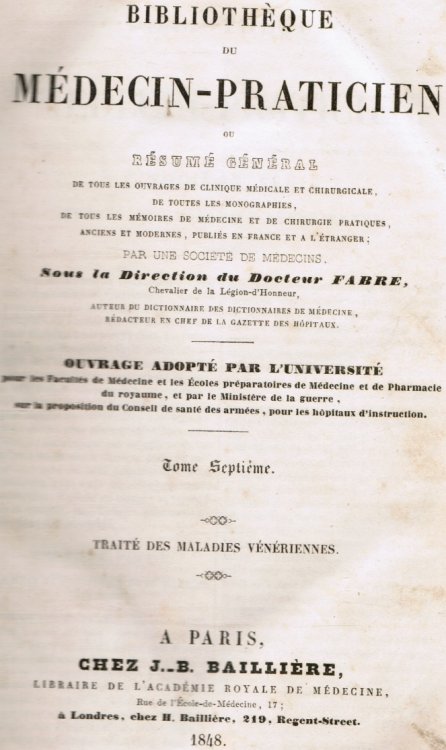 BIBLIOTHÈQUE
DU
MÉDECIN-PRATICIEN
OU
RÉSUMÉ GÉNÉRAL
DE TOUS LES OUVRAGES DE CLINIQUE MÉDICALE ET CHIRURGICALE,
DE TOUTES LES MONOGRAPHIES,
DE TOUS LES MÉMOIRES DE MÉDECINE ET DE CHIRURGIE PRATIQUES,
ANCIENS ET MODERNES, PUBLIÉS EN FRANCE ET A L'ÉTRANGER;
PAR UNE SOCIÉTÉ DE MÉDECINS.
Sous la Direction du Docteur FABRE,
Chevalier de la Légion-d'Honneur,
AUTEUR DU DICTIONNAIRE DES DICTIONNAIRES DE MÉDECINE,
RÉDACTEUR EN CHEF DE LA GAZETTE DES HÔPITAUX.
OUVRAGE ADOPTÉ PAR L'UNIVERSITÉ
pour les Facultés de Médecine et les Écoles préparatoires de Médecine et de Pharmacie
du royaume, et par le Ministère de la guerre,
sur la proposition du Conseil de santé des armées, pour les hôpitaux d'instruction.
Tome Septième.
TRAITÉ DES MALADIES VÉNÉRIENNES.
A PARIS,
CHEZ J.-B. BAILLIÈRE,
LIBRAIRE DE L'ACADÉMIE ROYALE DE MÉDECINE,
Rue de l'École-de-Médecine, 17;
à Londres, chez H. Baillière, 219, Regent-Street.
1848.